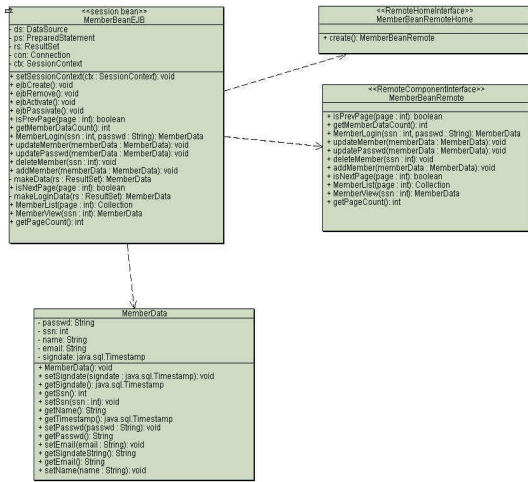 <<session bean>>
MemberBeanEJB
- ds: DataSource
- ps: PreparedStatement
- rs: ResultSet
- con: Connection
- ctx: SessionContext
+ setSessionContext(ctx : SessionContext): void
+ ejbCreate(): void
+ ejbRemove(): void
+ ejbActivate(): void
+ ejbPassivate(): void
+ isPrevPage(page : int): boolean
+ getMemberDataCount(): int
+ MemberLogin(ssn : int, passwd : String): MemberData
+ updateMember(memberData : MemberData): void
+ updatePasswd(memberData : MemberData): void
+ deleteMember(ssn : int): void
+ addMember(memberData : MemberData): void
- makeData(rs : ResultSet): MemberData
+ isNextPage(page : int): boolean
- makeLoginData(rs : ResultSet): MemberData
+ MemberList(page : int): Collection
+ MemberView(ssn : int): MemberData
+ getPageCount(): int
<<RemoteHomeInterface>>
MemberBeanRemoteHome
+ create(): MemberBeanRemote
<<RemoteComponentInterface>>
MemberBeanRemote
+ isPrevPage(page : int): boolean
+ getMemberDataCount(): int
+ MemberLogin(ssn : int, passwd : String): MemberData
+ updateMember(memberData : MemberData): void
+ updatePasswd(memberData : MemberData): void
+ deleteMember(ssn : int): void
+ addMember(memberData : MemberData): void
+ isNextPage(page : int): boolean
+ MemberList(page : int): Collection
+ MemberView(ssn : int): MemberData
+ getPageCount(): int
MemberData
- passwd: String
- ssn: int
- name: String
- email: String
- signdate: java.sql.Timestamp
+ MemberData(): void
+ setSigndate(signdate : java.sql.Timestamp): void
+ getSigndate(): java.sql.Timestamp
+ getSsn(): int
+ setSsn(ssn : int): void
+ getName(): String
+ getTimestamp(): java.sql.Timestamp
+ setPasswd(passwd : String): void
+ getPasswd(): String
+ setEmail(email : String): void
+ getSigndateString(): String
+ getEmail(): String
+ setName(name : String): void